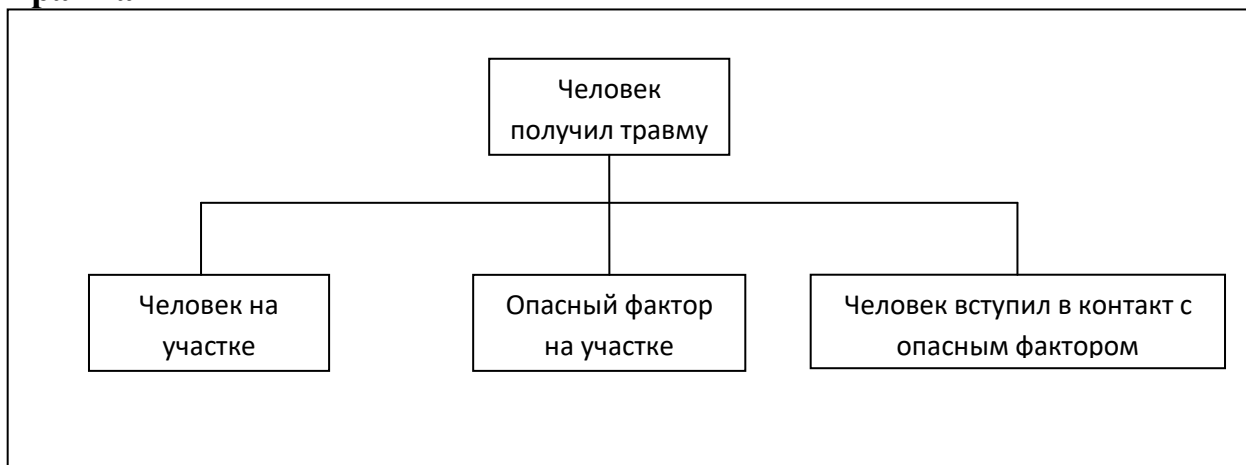 Человек
получил травму
Человек на
участке
Опасный фактор
на участке
Человек вступил в контакт с
опасным фактором